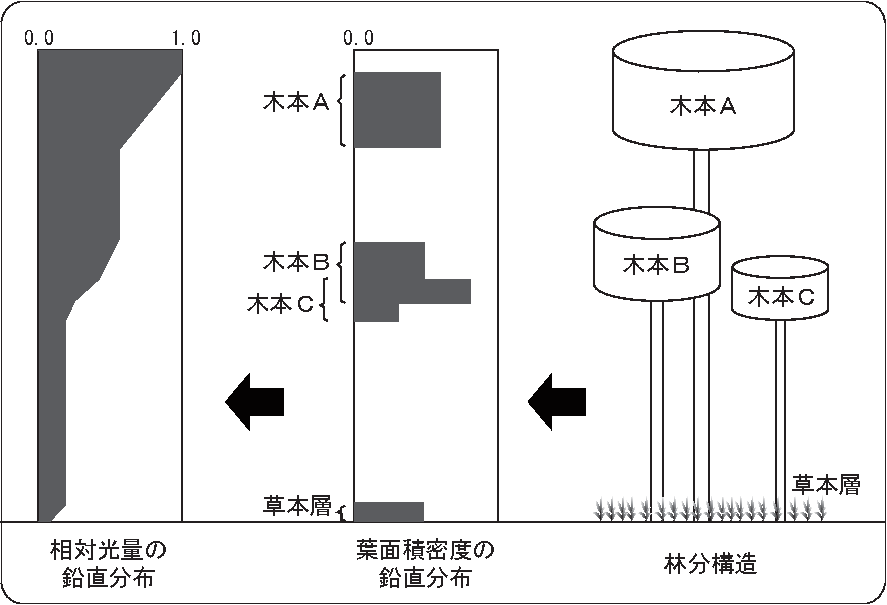 0.0
1.0
0.0
木本A
木本B
木本C
草本層
木本A
木本B
木本C
草本層
相対光量の
鉛直分布
葉面積密度の
鉛直分布
林分構造